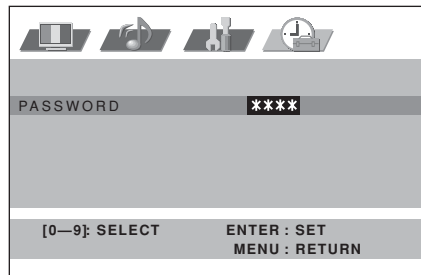 PASSWORD ****
[0—9]: SELECT ENTER : SET
MENU : RETURN